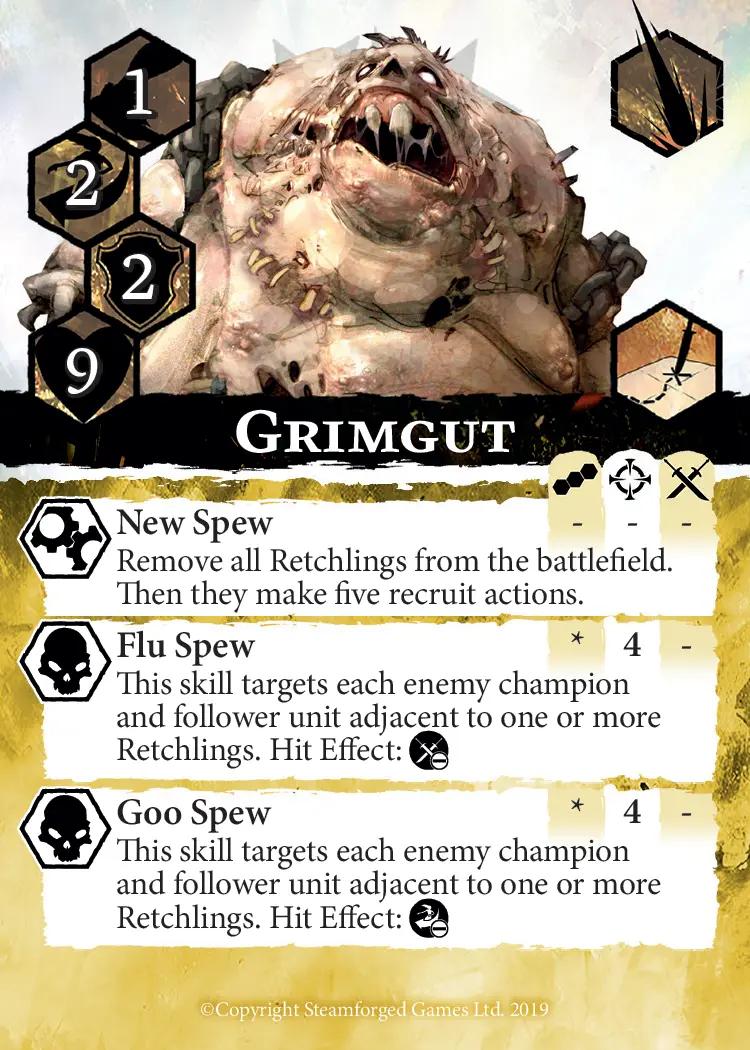 1
2
2
9
GRIMGUT
New Spew - - -
Remove all Retchlings from the battlefield.
Then they make five recruit actions.
Flu Spew * 4 -
This skill targets each enemy champion
and follower unit adjacent to one or more
Retchlings. Hit Effect:
Goo Spew * 4 -
This skill targets each enemy champion
and follower unit adjacent to one or more
Retchlings. Hit Effect:
©Copyright Steamforged Games Ltd. 2019